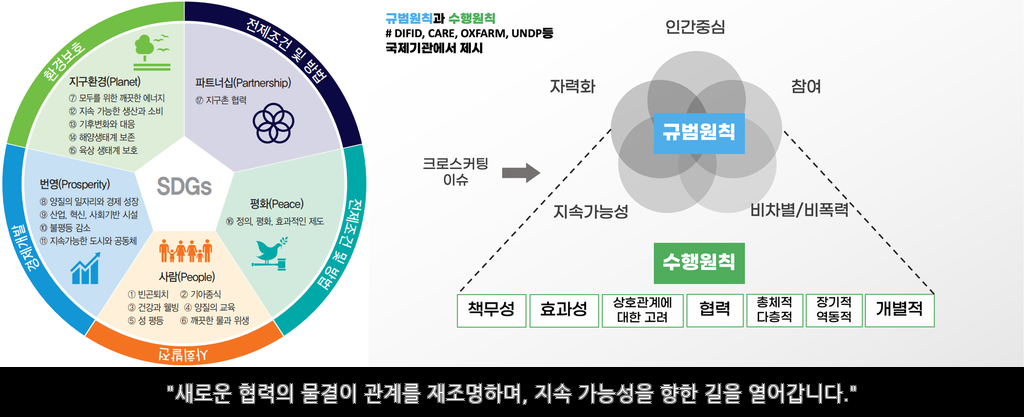 환경보호
전제조건 및 방법
지구환경(Planet)
⑦ 모두를 위한 깨끗한 에너지
⑫ 지속 가능한 생산과 소비
⑬ 기후변화와 대응
⑭ 해양생태계 보존
⑮ 육상 생태계 보호
파트너십(Partnership)
⑰ 지구촌 협력
번영(Prosperity)
⑧ 양질의 일자리와 경제 성장
⑨ 산업, 혁신, 사회기반 시설
⑩ 불평등 감소
⑪ 지속가능한 도시와 공동체
SDGs
평화(Peace)
⑯ 정의, 평화, 효과적인 제도
사람(People)
① 빈곤퇴치 ② 기아종식
③ 건강과 웰빙 ④ 양질의 교육
⑤ 성 평등 ⑥ 깨끗한 물과 위생
경제개발
전제조건 및 방법
사회발전
규범원칙과 수행원칙
# DIFID, CARE, OXFARM, UNDP등
국제기관에서 제시
인간중심
자력화
참여
규범원칙
크로스커팅
이슈
지속가능성
비차별/비폭력
수행원칙
책무성
효과성
상호관계에
대한 고려
협력
총체적
다층적
장기적
역동적
개별적
"새로운 협력의 물결이 관계를 재조명하며, 지속 가능성을 향한 길을 열어갑니다."